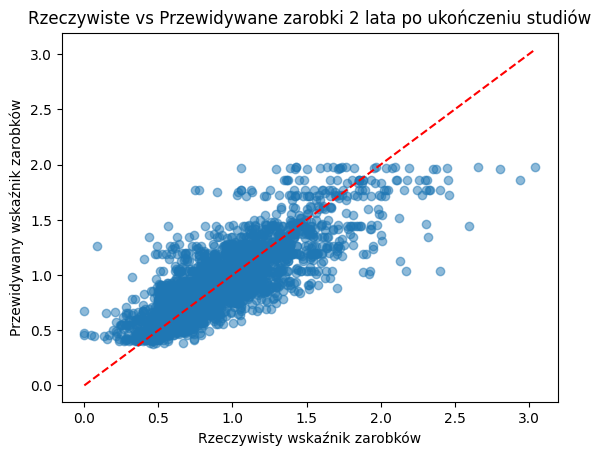 Rzeczywiste vs Przewidywane zarobki 2 lata po ukończeniu studiów
Przewidywany wskaźnik zarobków
3.0
2.5
2.0
1.5
1.0
0.5
0.0
0.0 0.5 1.0 1.5 2.0 2.5 3.0
Rzeczywisty wskaźnik zarobków